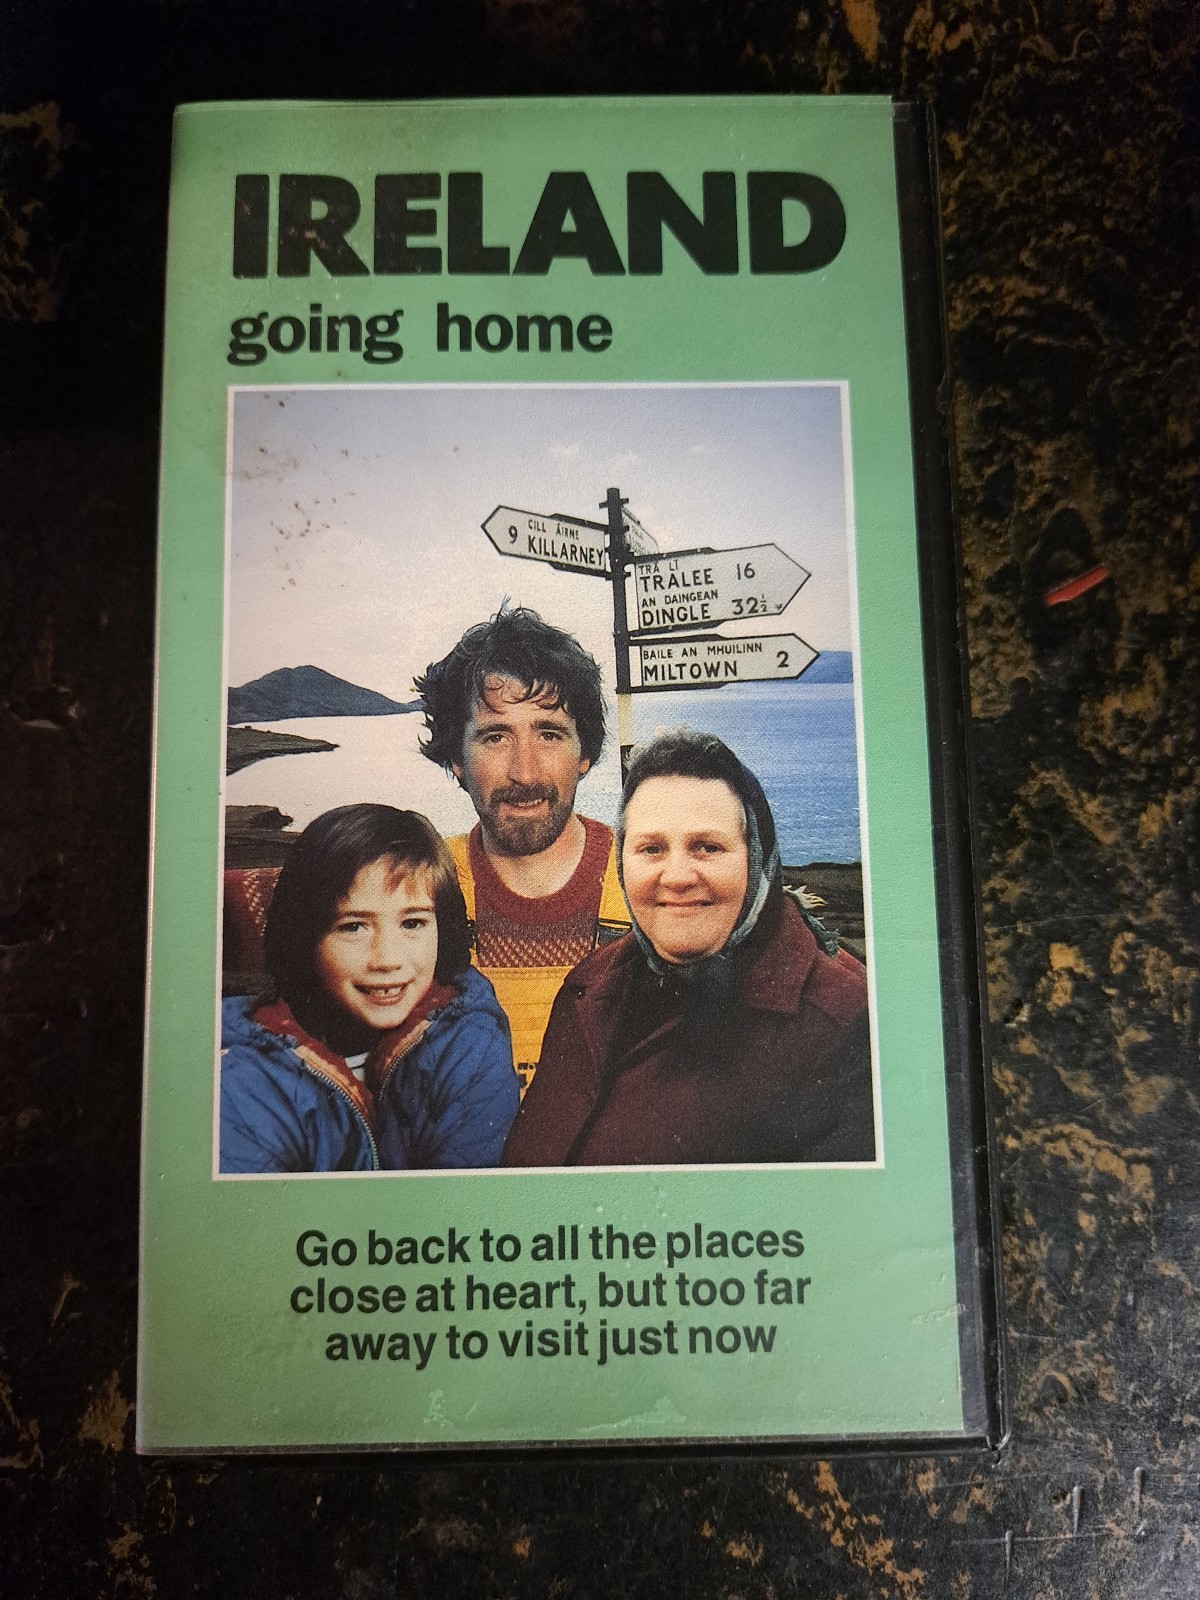 IRELAND
going home
9 CILL ÁIRNE
KILLARNEY
TRÁ LÍ
TRALEE 16
AN DAINGEAN
DINGLE 32½
BAILE AN MHUILINN
MILTOWN 2
Go back to all the places
close at heart, but too far
away to visit just now